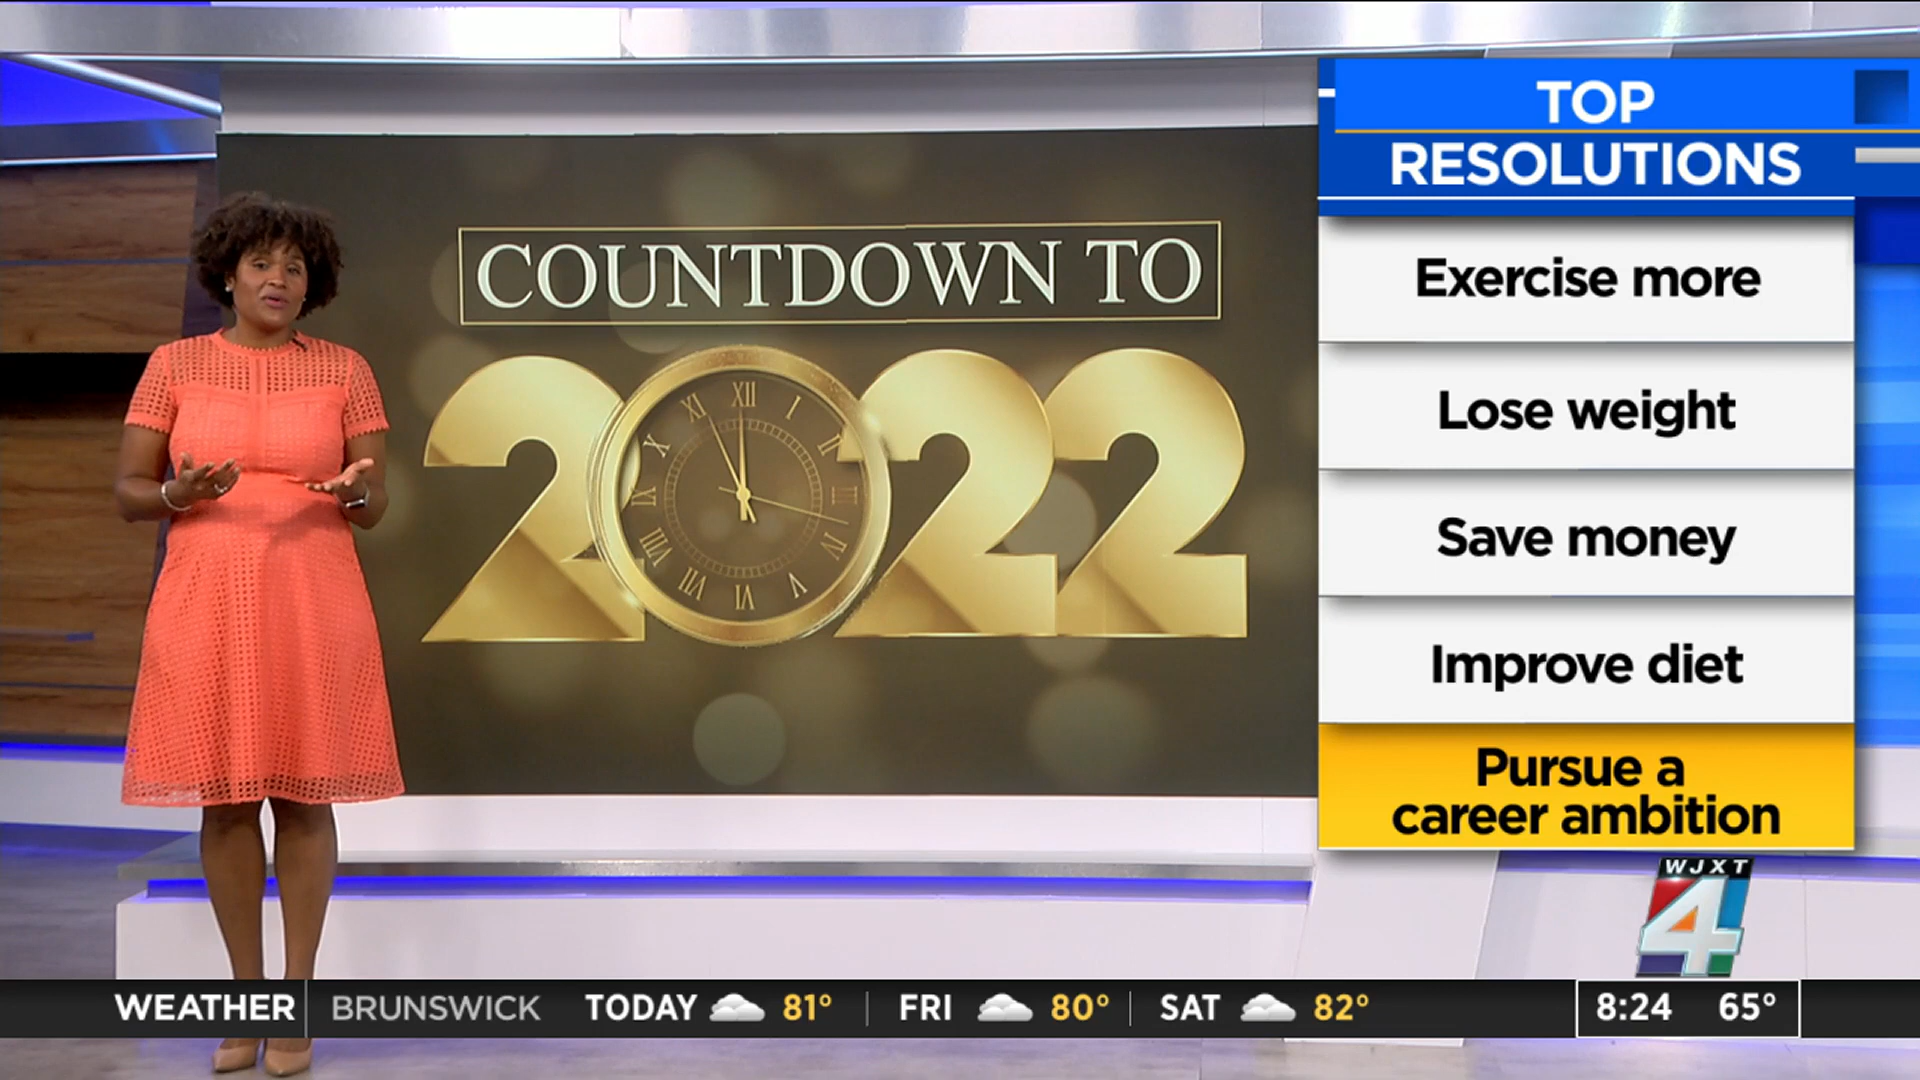 TOP
RESOLUTIONS
COUNTDOWN TO
2022
XII
I
II
III
IV
V
VI
VII
VIII
IX
X
XI
Exercise more
Lose weight
Save money
Improve diet
Pursue a
career ambition
WJXT
4
WEATHER BRUNSWICK TODAY 81° FRI 80° SAT 82° 8:24 65°